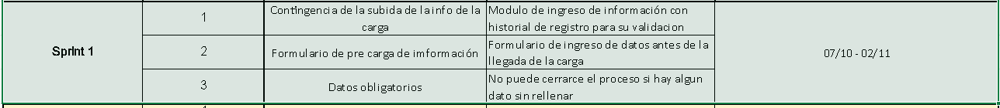 Sprint 1
1
Contingencia de la subida de la info de la
carga
Modulo de ingreso de información con
historial de registro para su validacion
2
Formulario de pre carga de imformación
Formulario de ingreso de datos antes de la
llegada de la carga
3
Datos obligatorios
No puede cerrarce el proceso si hay algun
dato sin rellenar
07/10 - 02/11